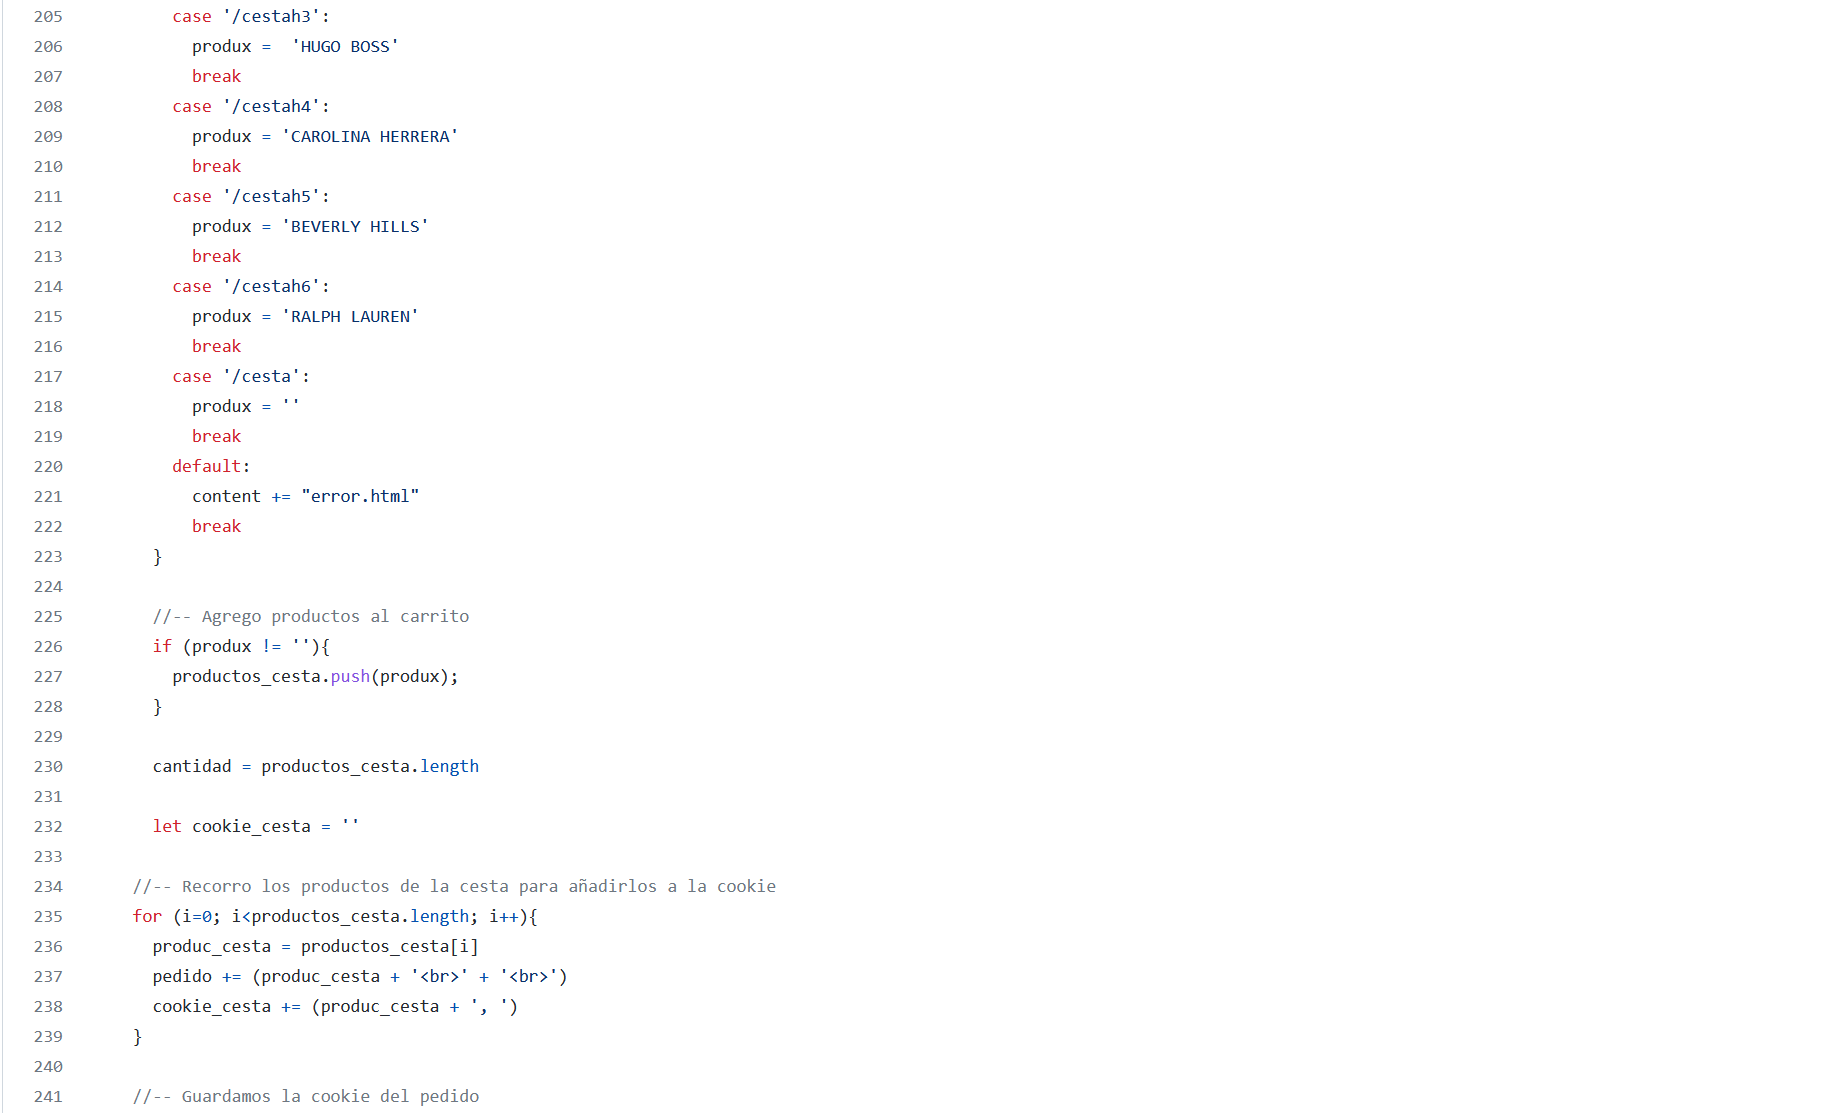 205 case '/cestah3':
206 produx =  'HUGO BOSS'
207 break
208 case '/cestah4':
209 produx = 'CAROLINA HERRERA'
210 break
211 case '/cestah5':
212 produx = 'BEVERLY HILLS'
213 break
214 case '/cestah6':
215 produx = 'RALPH LAUREN'
216 break
217 case '/cesta':
218 produx = ''
219 break
220 default:
221 content += "error.html"
222 break
223 }
224
225 //-- Agrego productos al carrito
226 if (produx != ''){
227 productos_cesta.push(produx);
228 }
229
230 cantidad = productos_cesta.length
231
232 let cookie_cesta = ''
233
234 //-- Recorro los productos de la cesta para añadirlos a la cookie
235 for (i=0; i<productos_cesta.length; i++){
236 produc_cesta = productos_cesta[i]
237 pedido += (produc_cesta + '<br>' + '<br>')
238 cookie_cesta += (produc_cesta + ', ')
239 }
240
241 //-- Guardamos la cookie del pedido